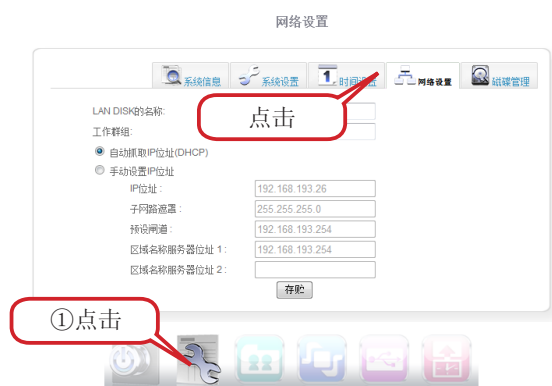 网络设置
系统信息 系统设置 1. 时间设置 网络设置 磁碟管理
LAN DISK的名称:
点击
工作群组:
自动抓取IP位址(DHCP)
手动设置IP位址
IP位址: 192.168.193.26
子网路遮罩: 255.255.255.0
预设闸道: 192.168.193.254
区域名称服务器位址 1: 192.168.193.254
区域名称服务器位址 2:
存贮
①点击